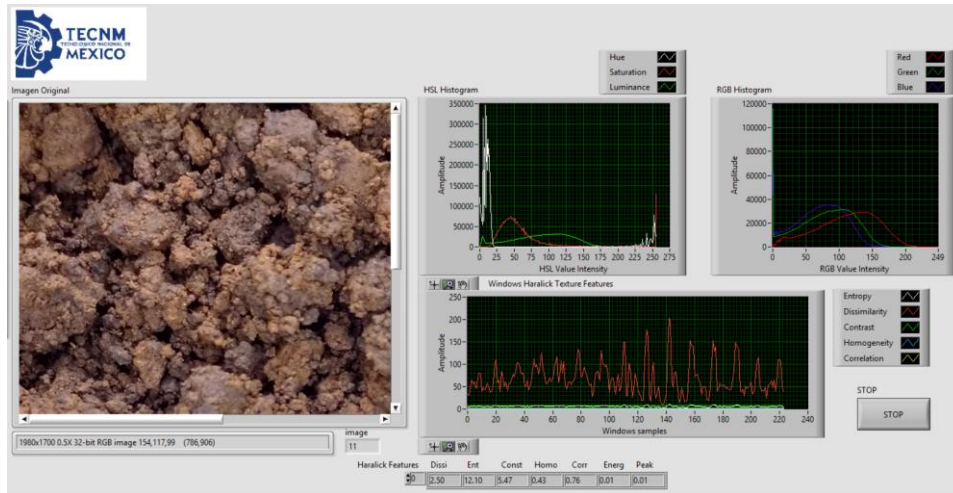 TECNM
TECNOLÓGICO NACIONAL DE
MÉXICO
Imagen Original
1980x1700 0.5X 32-bit RGB image 154,117,99 (786,906)
image
11
HSL Histogram
Hue
Saturation
Luminance
Amplitude
350000
300000
250000
200000
150000
100000
50000
0
0 25 50 75 100 125 150 175 200 225 250 275
HSL Value Intensity
RGB Histogram
Red
Green
Blue
Amplitude
120000
100000
80000
60000
40000
20000
0
0 50 100 150 200 249
RGB Value Intensity
Windows Haralick Texture Features
Entropy
Dissimilarity
Contrast
Homogeneity
Correlation
Amplitude
250
200
150
100
50
0
0 20 40 60 80 100 120 140 160 180 200 220 240
Windows samples
STOP
STOP
Haralick Features Dissi Ent Const Homo Corr Energ Peak
0 2.50 12.10 5.47 0.43 0.76 0.01 0.01